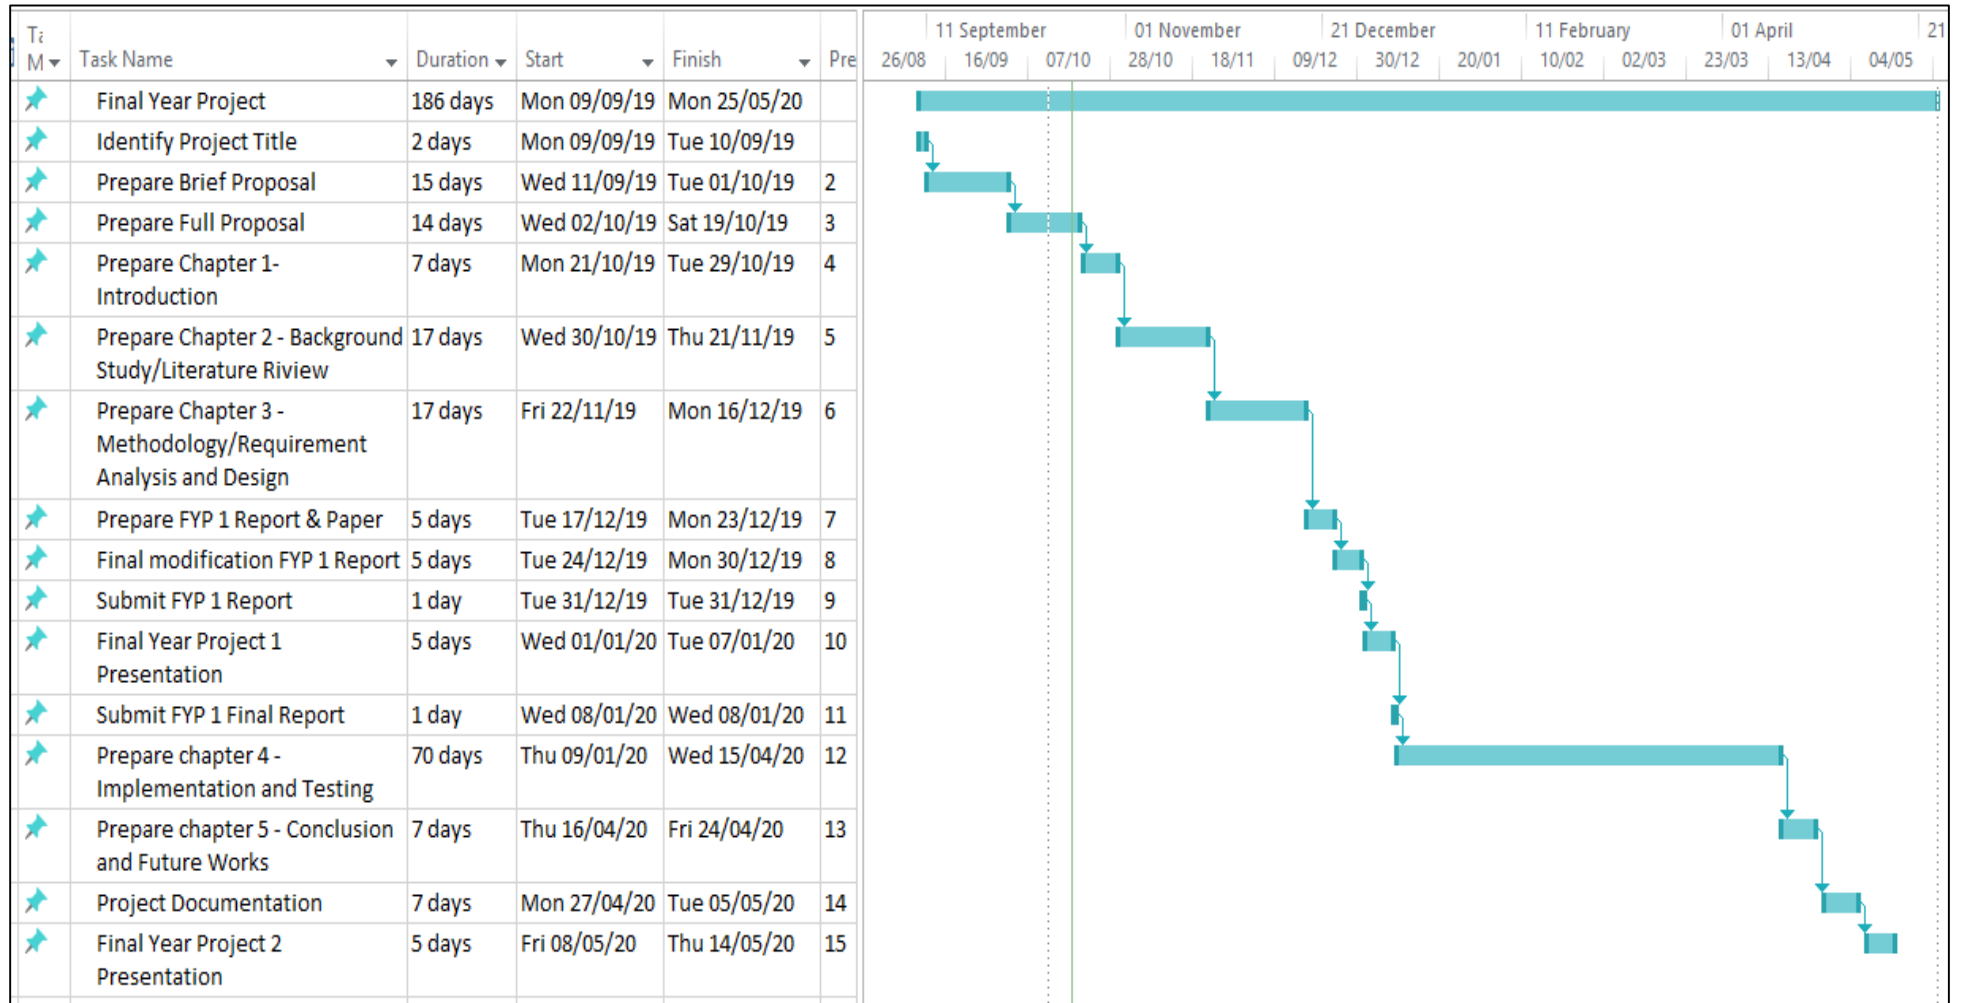 Ta
M Task Name Duration Start Finish Pre
11 September 01 November 21 December 11 February 01 April 21
26/08 16/09 07/10 28/10 18/11 09/12 30/12 20/01 10/02 02/03 23/03 13/04 04/05
Final Year Project 186 days Mon 09/09/19 Mon 25/05/20
Identify Project Title 2 days Mon 09/09/19 Tue 10/09/19
Prepare Brief Proposal 15 days Wed 11/09/19 Tue 01/10/19 2
Prepare Full Proposal 14 days Wed 02/10/19 Sat 19/10/19 3
Prepare Chapter 1- 7 days Mon 21/10/19 Tue 29/10/19 4
Introduction
Prepare Chapter 2 - Background 17 days Wed 30/10/19 Thu 21/11/19 5
Study/Literature Riview
Prepare Chapter 3 - 17 days Fri 22/11/19 Mon 16/12/19 6
Methodology/Requirement
Analysis and Design
Prepare FYP 1 Report & Paper 5 days Tue 17/12/19 Mon 23/12/19 7
Final modification FYP 1 Report 5 days Tue 24/12/19 Mon 30/12/19 8
Submit FYP 1 Report 1 day Tue 31/12/19 Tue 31/12/19 9
Final Year Project 1 5 days Wed 01/01/20 Tue 07/01/20 10
Presentation
Submit FYP 1 Final Report 1 day Wed 08/01/20 Wed 08/01/20 11
Prepare chapter 4 - 70 days Thu 09/01/20 Wed 15/04/20 12
Implementation and Testing
Prepare chapter 5 - Conclusion 7 days Thu 16/04/20 Fri 24/04/20 13
and Future Works
Project Documentation 7 days Mon 27/04/20 Tue 05/05/20 14
Final Year Project 2 5 days Fri 08/05/20 Thu 14/05/20 15
Presentation